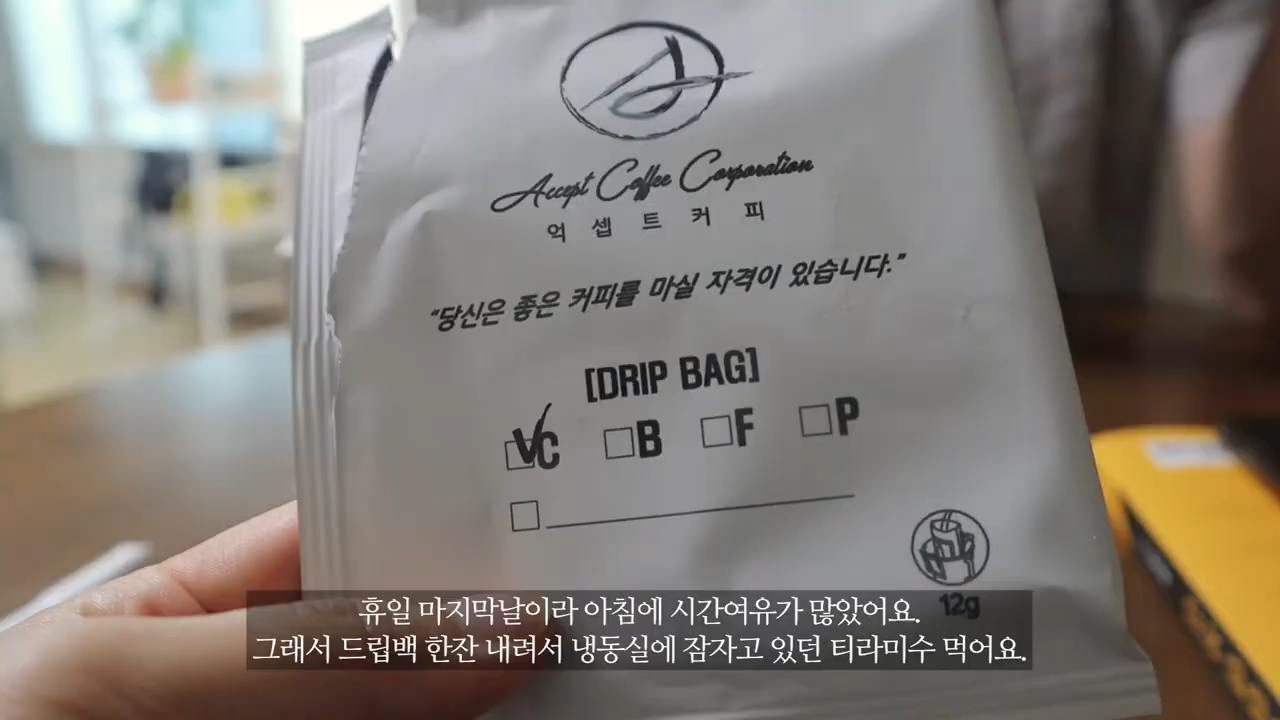 Accept Coffee Corporation
억셉트커피
“당신은 좋은 커피를 마실 자격이 있습니다.”
[DRIP BAG]
☑C ☐B ☐F ☐P
☐
12g
휴일 마지막날이라 아침에 시간여유가 많았어요.
그래서 드립백 한잔 내려서 냉동실에 잠자고 있던 티라미수 먹어요.